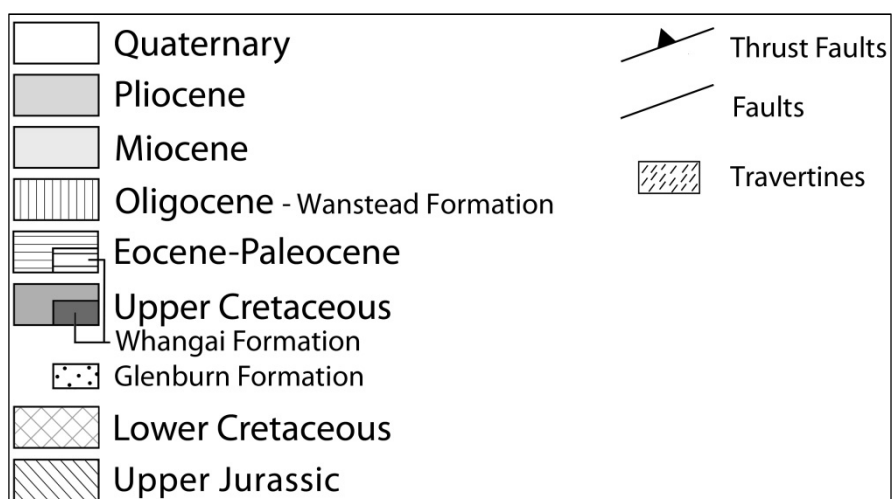 Quaternary
Pliocene
Miocene
Oligocene - Wanstead Formation
Eocene-Paleocene
Upper Cretaceous
Whangai Formation
Glenburn Formation
Lower Cretaceous
Upper Jurassic
Thrust Faults
Faults
Travertines